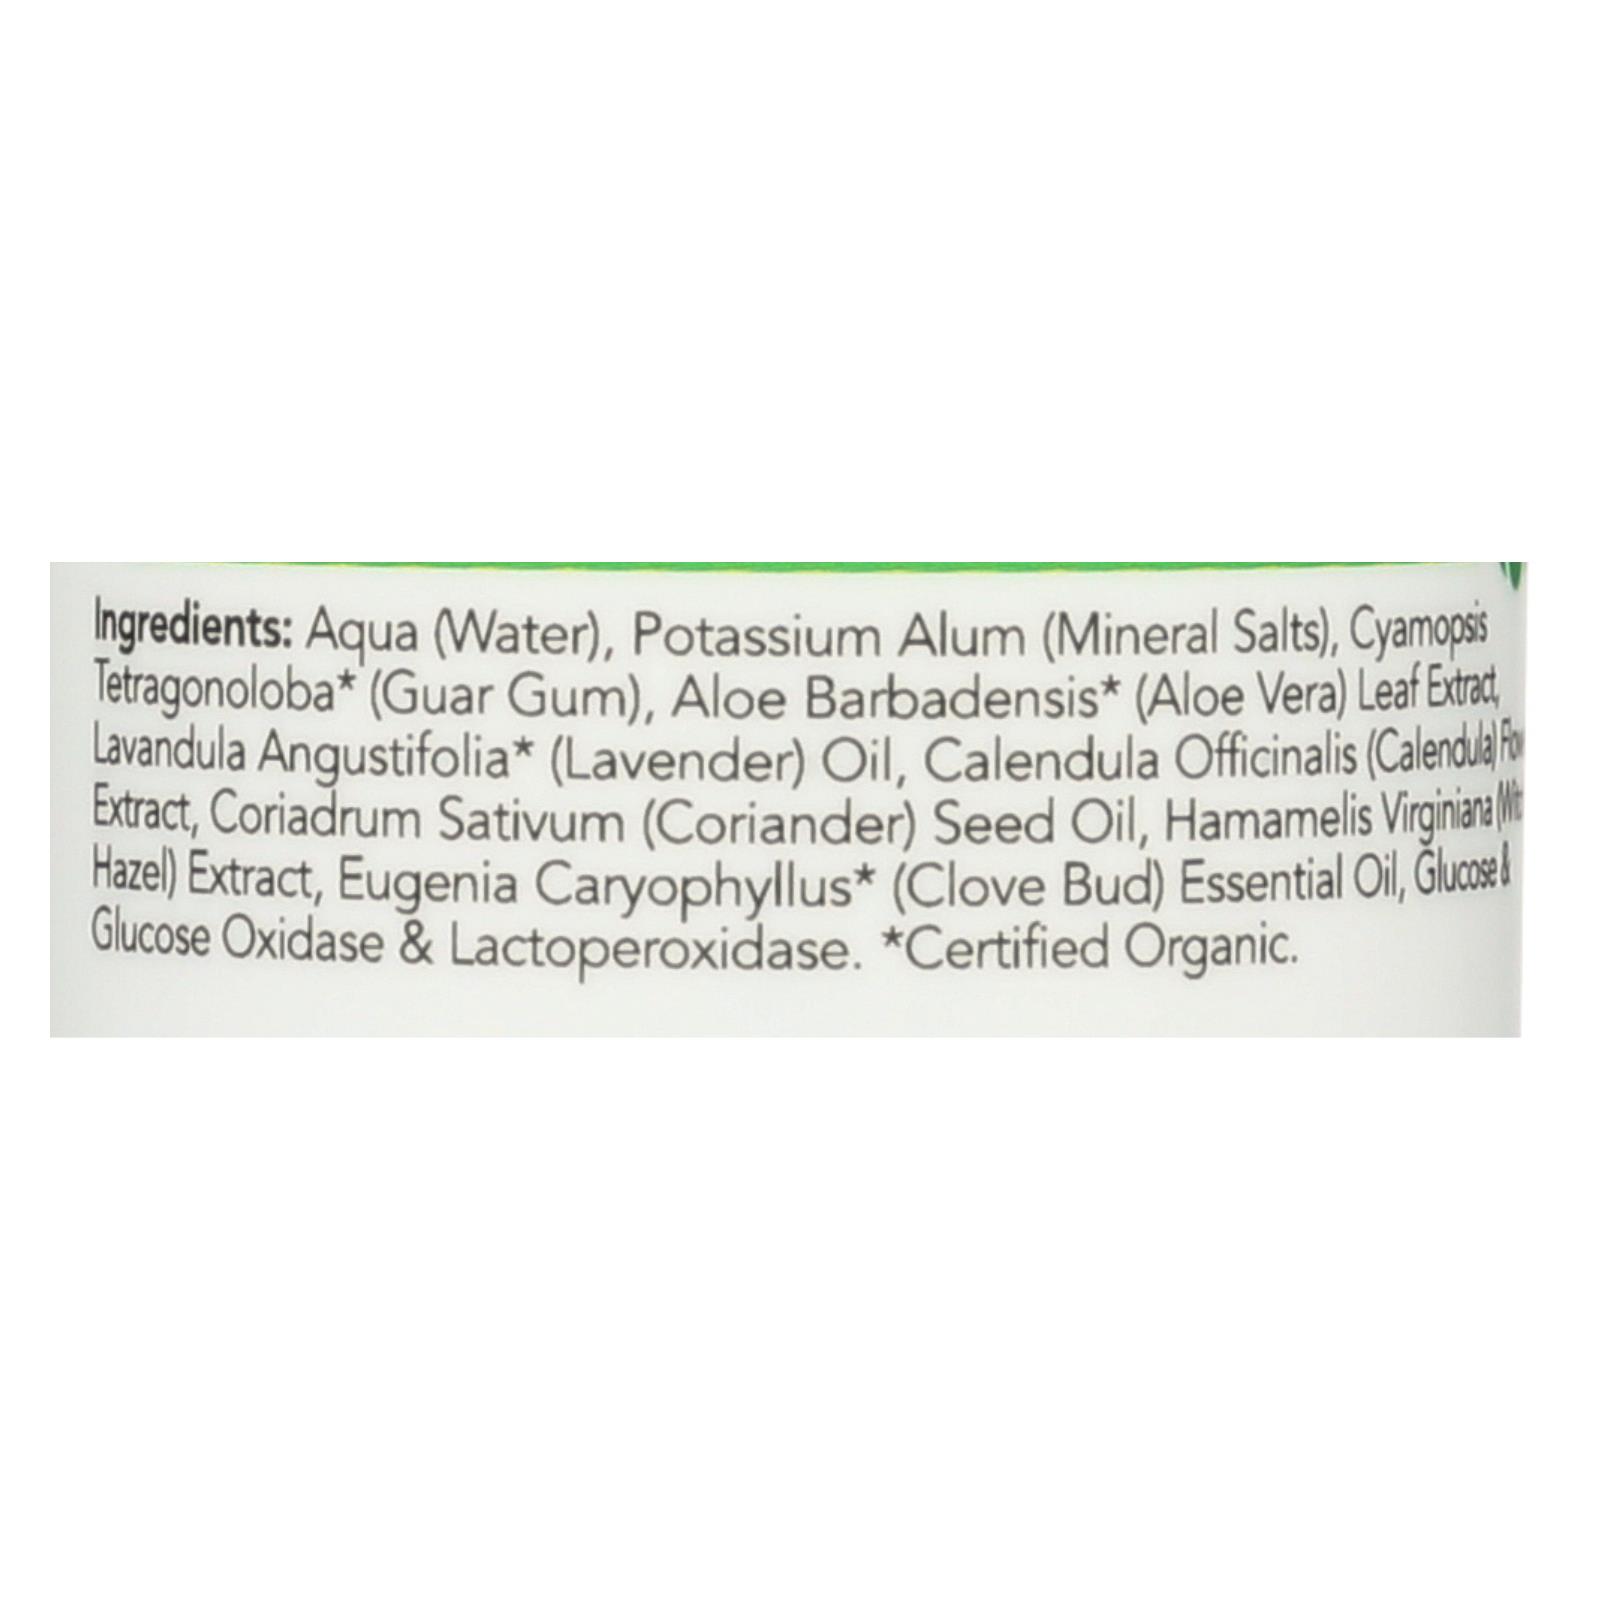 Ingredients: Aqua (Water), Potassium Alum (Mineral Salts), Cyamopsis
Tetragonoloba* (Guar Gum), Aloe Barbadensis* (Aloe Vera) Leaf Extract,
Lavandula Angustifolia* (Lavender) Oil, Calendula Officinalis (Calendula)
Extract, Coriadrum Sativum (Coriander) Seed Oil, Hamamelis Virginiana
Hazel) Extract, Eugenia Caryophyllus* (Clove Bud) Essential Oil, Glucose &
Glucose Oxidase & Lactoperoxidase. *Certified Organic.